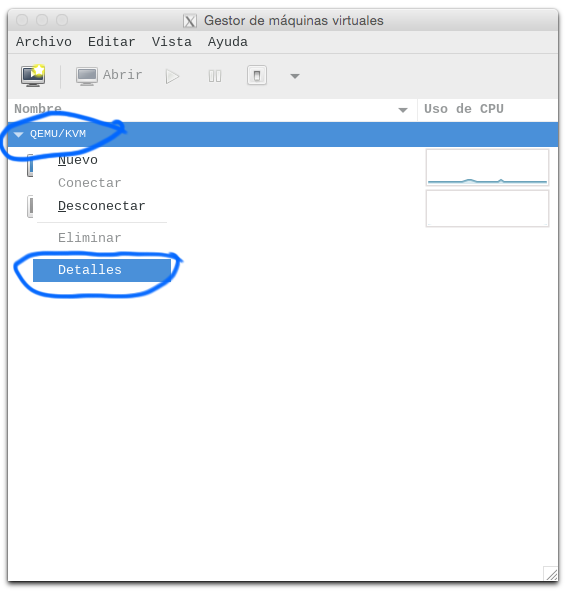 Gestor de máquinas virtuales
Archivo Editar Vista Ayuda
Abrir
Nombre Uso de CPU
QEMU/KVM
Nuevo
Conectar
Desconectar
Eliminar
Detalles